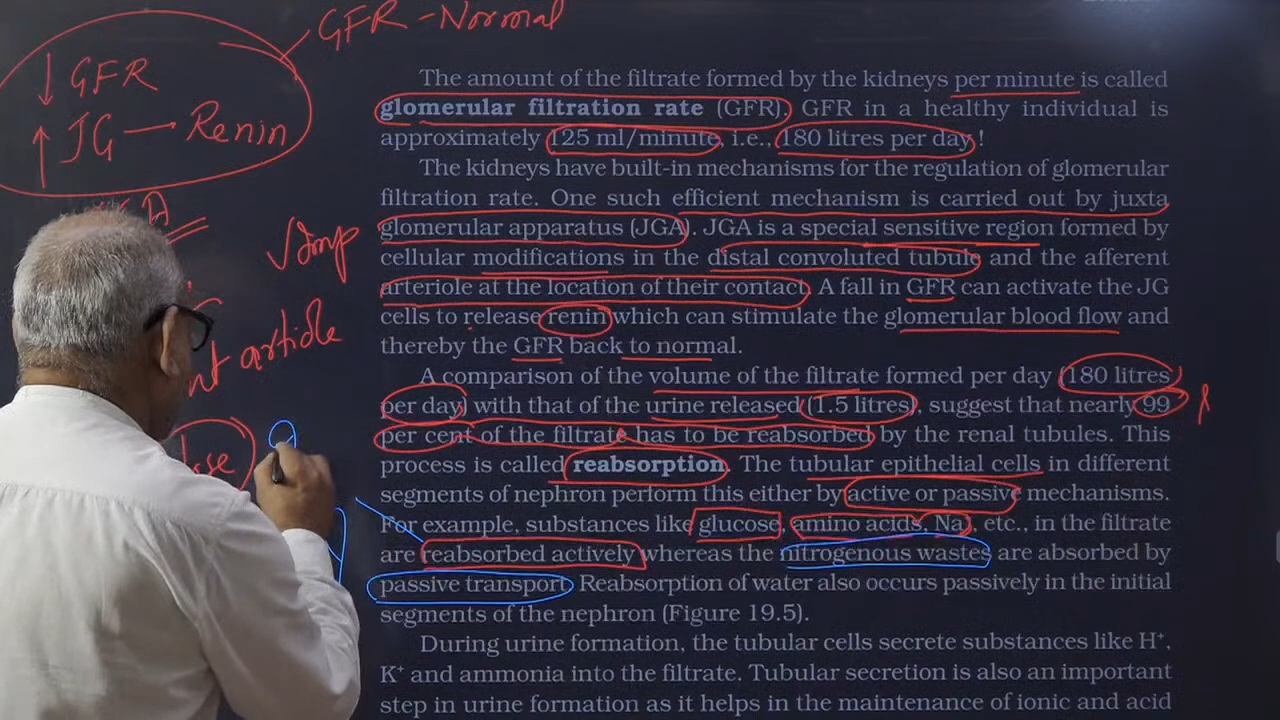 GFR - Normal
↓ GFR
↑ JG → Renin
√Imp
article
The amount of the filtrate formed by the kidneys per minute is called
glomerular filtration rate (GFR). GFR in a healthy individual is
approximately 125 ml/minute, i.e., 180 litres per day !
The kidneys have built-in mechanisms for the regulation of glomerular
filtration rate. One such efficient mechanism is carried out by juxta
glomerular apparatus (JGA). JGA is a special sensitive region formed by
cellular modifications in the distal convoluted tubule and the afferent
arteriole at the location of their contact. A fall in GFR can activate the JG
cells to release renin which can stimulate the glomerular blood flow and
thereby the GFR back to normal.
A comparison of the volume of the filtrate formed per day (180 litres
per day) with that of the urine released (1.5 litres), suggest that nearly 99
per cent of the filtrate has to be reabsorbed by the renal tubules. This
process is called reabsorption. The tubular epithelial cells in different
segments of nephron perform this either by active or passive mechanisms.
For example, substances like glucose, amino acids, Na⁺, etc., in the filtrate
are reabsorbed actively whereas the nitrogenous wastes are absorbed by
passive transport. Reabsorption of water also occurs passively in the initial
segments of the nephron (Figure 19.5).
During urine formation, the tubular cells secrete substances like H⁺,
K⁺ and ammonia into the filtrate. Tubular secretion is also an important
step in urine formation as it helps in the maintenance of ionic and acid